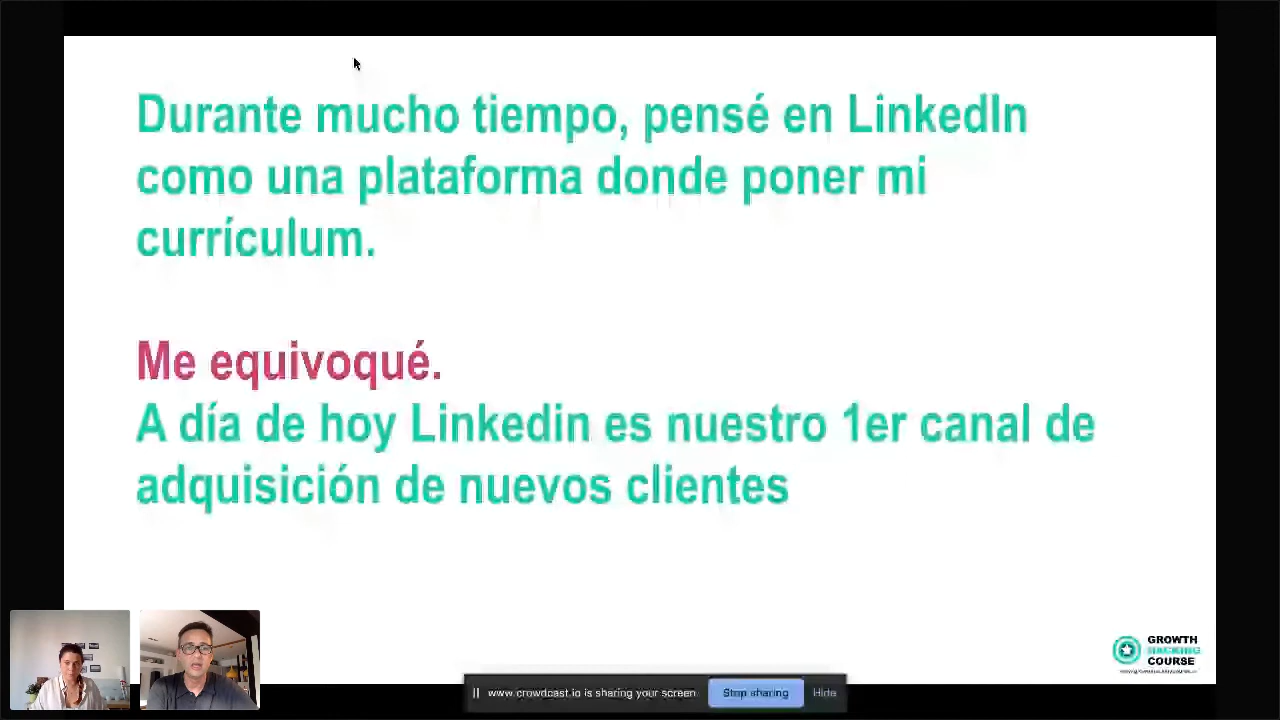 Durante mucho tiempo, pensé en LinkedIn
como una plataforma donde poner mi
currículum.
Me equivoqué.
A día de hoy Linkedin es nuestro 1er canal de
adquisición de nuevos clientes
GROWTH
HACKING
COURSE
www.crowdcast.io is sharing your screen
Stop sharing
Hide